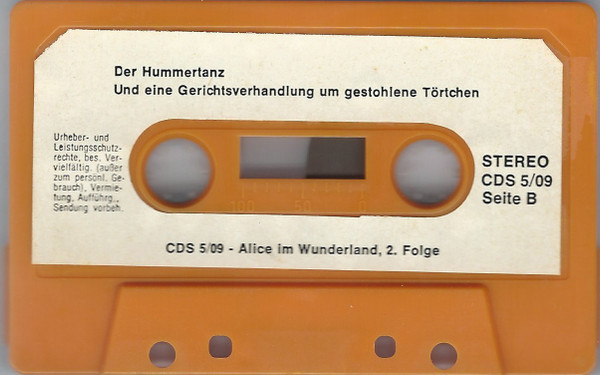 Der Hummertanz
Und eine Gerichtsverhandlung um gestohlene Törtchen
Urheber- und
Leistungsschutz-
rechte, bes. Ver-
vielfältig. (außer
zum persönl. Ge-
brauch), Vermie-
tung, Aufführg.,
Sendung vorbeh.
STEREO
CDS 5/09
Seite B
100 50
CDS 5/09 - Alice im Wunderland, 2. Folge